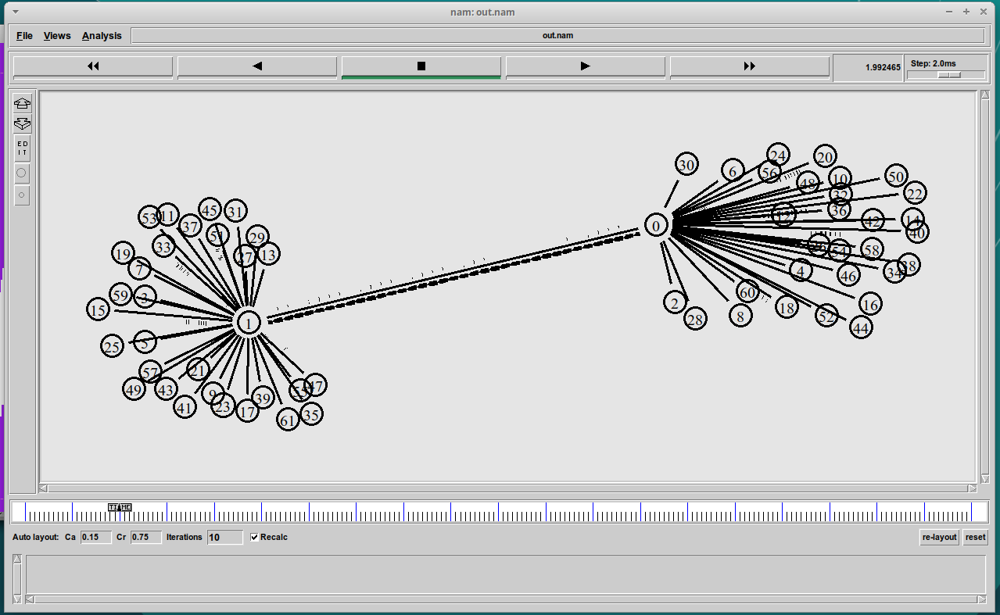 nam: out.nam
File Views Analysis out.nam
1.992465 Step: 2.0ms
ED
IT
30 6 24 56 20 48 10 32 50 22
0 12 36 42 14 40
54 58 4 46 34 38
2 28 60 8 18 52 16 44
53 11 45 31 37 51 29
19 33 27 13 7
59 3 15 1
25 5
57 21 49 43 9 47 55
41 23 17 39 61 35
TIME
Auto layout: Ca 0.15 Cr 0.75 Iterations 10 Recalc re-layout reset